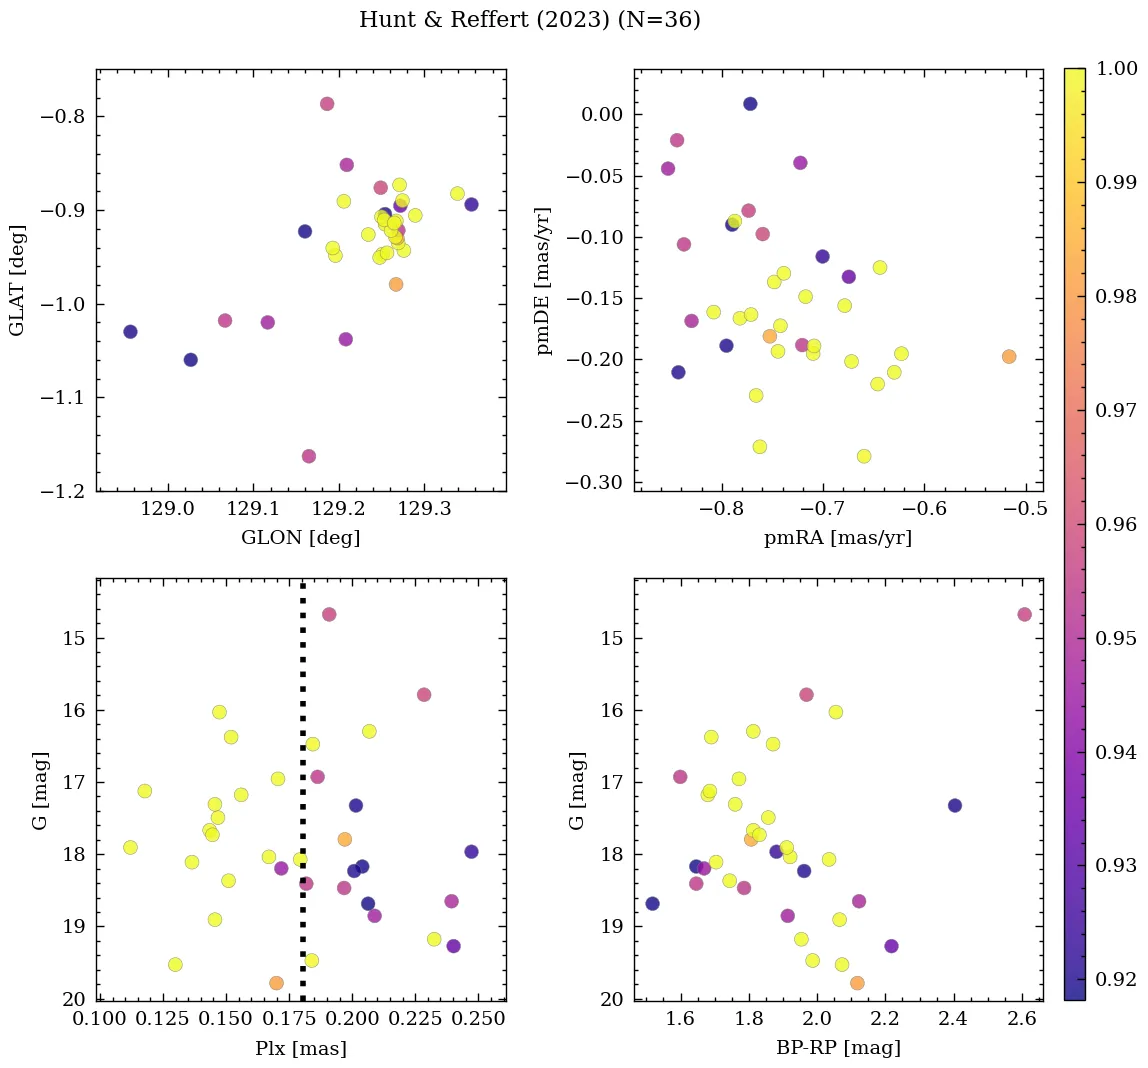 Hunt & Reffert (2023) (N=36)
−0.8
−0.9
−1.0
−1.1
−1.2
GLAT [deg]
129.0 129.1 129.2 129.3
GLON [deg]
0.00
−0.05
−0.10
−0.15
−0.20
−0.25
−0.30
pmDE [mas/yr]
−0.8 −0.7 −0.6 −0.5
pmRA [mas/yr]
15
16
17
18
19
20
G [mag]
0.100 0.125 0.150 0.175 0.200 0.225 0.250
Plx [mas]
15
16
17
18
19
20
G [mag]
1.6 1.8 2.0 2.2 2.4 2.6
BP-RP [mag]
1.00
0.99
0.98
0.97
0.96
0.95
0.94
0.93
0.92